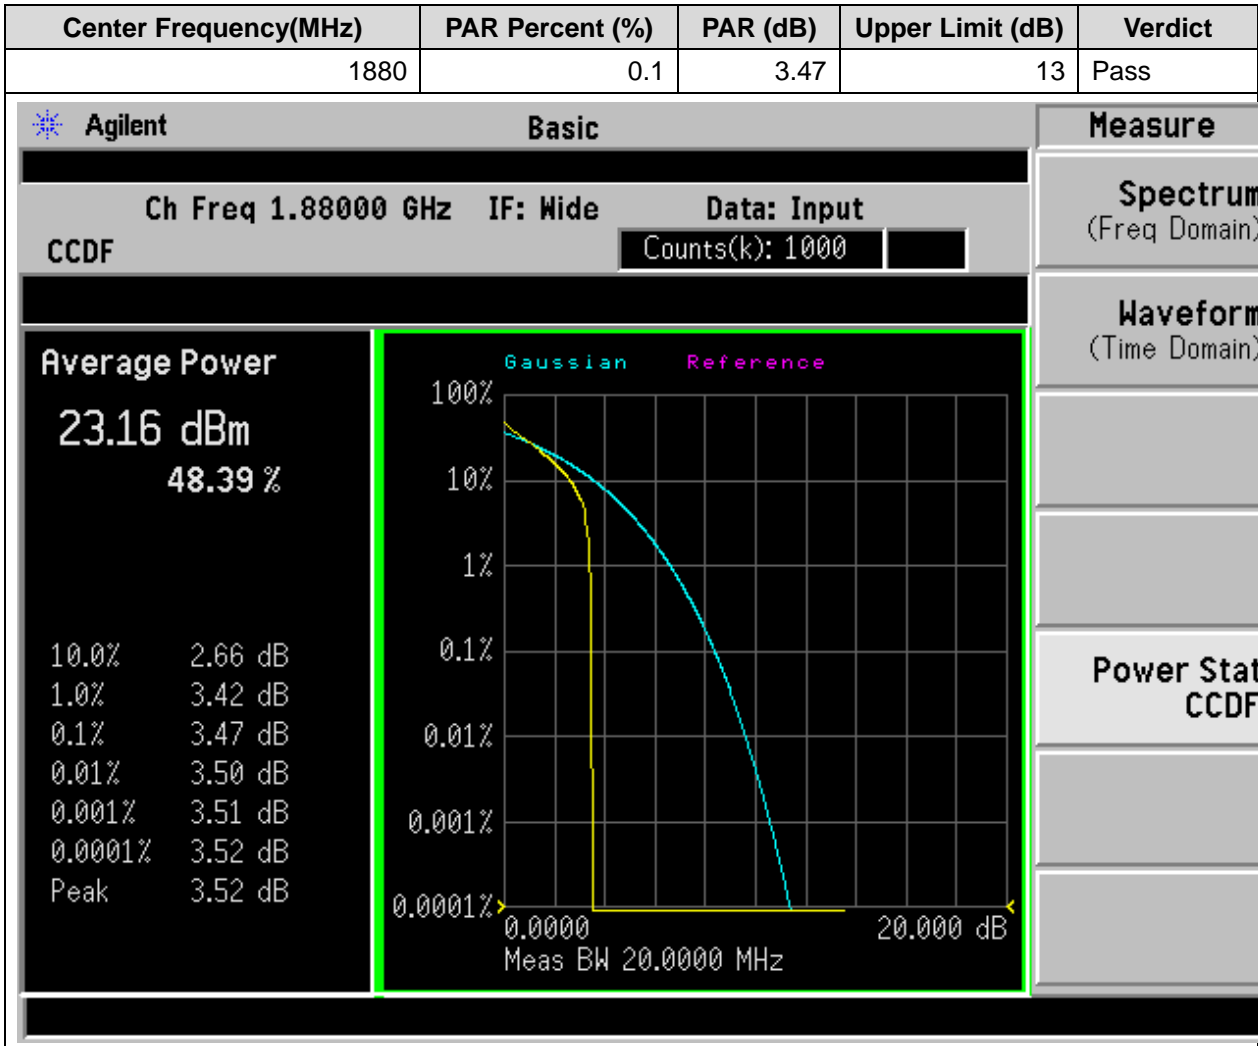 Center Frequency(MHz) PAR Percent (%) PAR (dB) Upper Limit (dB) Verdict
1880 0.1 3.47 13 Pass
Agilent Basic Measure
Ch Freq 1.88000 GHz IF: Wide Data: Input
CCDF Counts(k): 1000
Average Power
23.16 dBm
48.39 %
10.0% 2.66 dB
1.0% 3.42 dB
0.1% 3.47 dB
0.01% 3.50 dB
0.001% 3.51 dB
0.0001% 3.52 dB
Peak 3.52 dB
Gaussian Reference
100%
10%
1%
0.1%
0.01%
0.001%
0.0001%
0.0000 20.000 dB
Meas BW 20.0000 MHz
Spectrum
(Freq Domain)
Waveform
(Time Domain)
Power Stat
CCDF